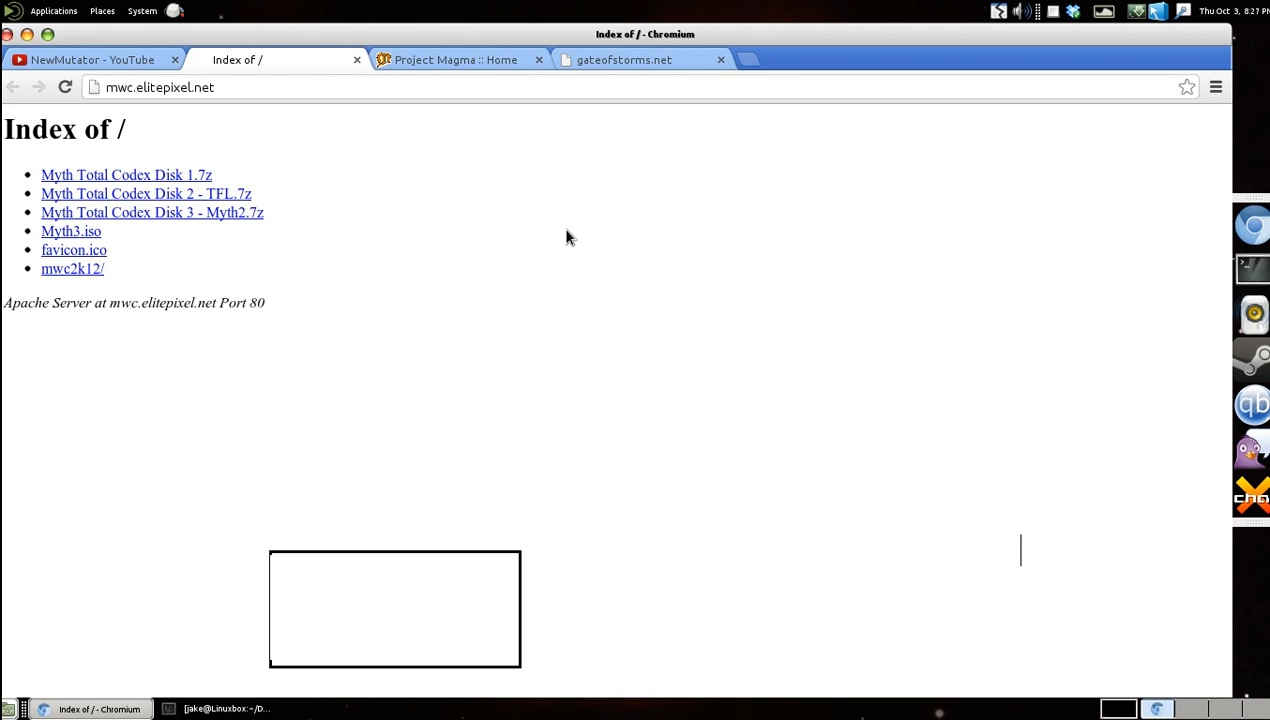 Applications Places System Thu Oct 3, 8:27 PM
Index of / - Chromium
NewMutator - YouTube Index of / Project Magma :: Home gateofstorms.net
mwc.elitepixel.net
Index of /
Myth Total Codex Disk 1.7z
Myth Total Codex Disk 2 - TFL.7z
Myth Total Codex Disk 3 - Myth2.7z
Myth3.iso
favicon.ico
mwc2k12/
Apache Server at mwc.elitepixel.net Port 80
qb
Index of / - Chromium [jake@Linuxbox:~/D...